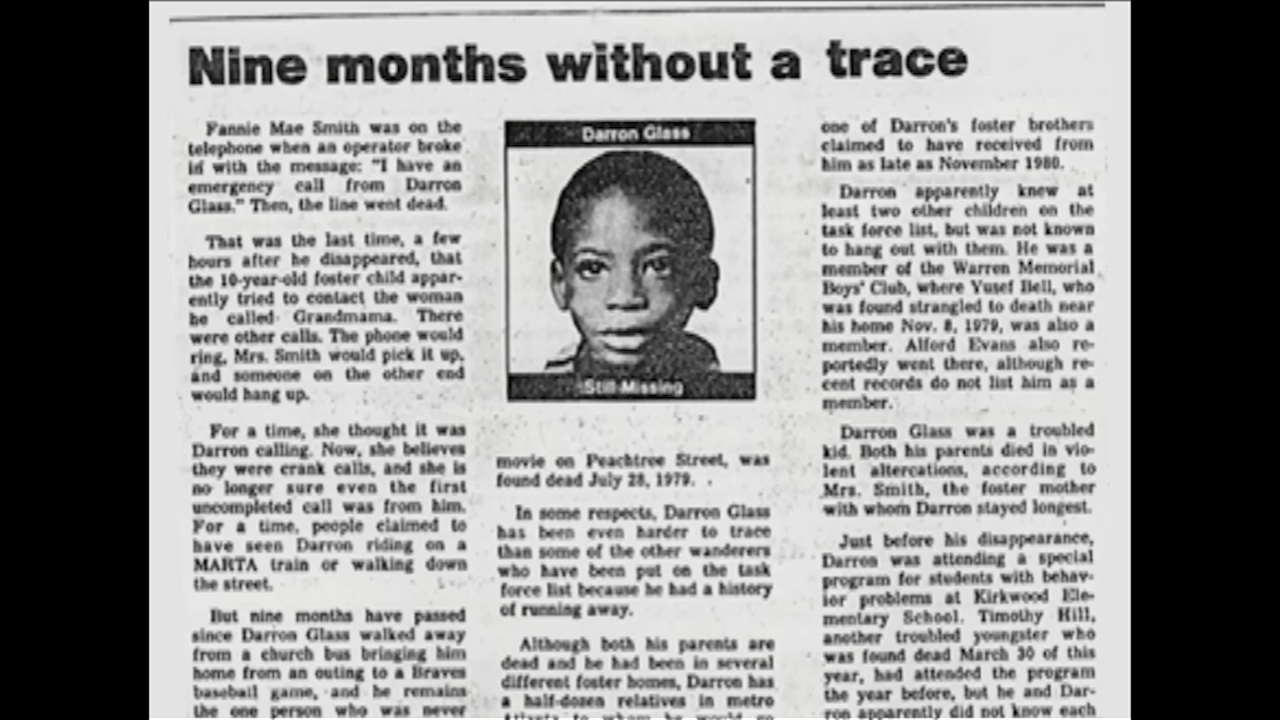 Nine months without a trace
Fannie Mae Smith was on the
telephone when an operator broke
in with the message: "I have an
emergency call from Darron
Glass." Then, the line went dead.
That was the last time, a few
hours after he disappeared, that
the 10-year-old foster child appar-
ently tried to contact the woman
he called Grandmama. There
were other calls. The phone would
ring, Mrs. Smith would pick it up,
and someone on the other end
would hang up.
For a time, she thought it was
Darron calling. Now, she believes
they were crank calls, and she is
no longer sure even the first
uncompleted call was from him.
For a time, people claimed to
have seen Darron riding on a
MARTA train or walking down
the street.
But nine months have passed
since Darron Glass walked away
from a church bus bringing him
home from an outing to a Braves
baseball game, and he remains
the one person who was never
Darron Glass
Still Missing
movie on Peachtree Street, was
found dead July 28, 1979.
In some respects, Darron Glass
has been even harder to trace
than some of the other wanderers
who have been put on the task
force list because he had a history
of running away.
Although both his parents are
dead and he had been in several
different foster homes, Darron has
a half-dozen relatives in metro
Atlanta to whom he would go
one of Darron's foster brothers
claimed to have received from
him as late as November 1980.
Darron apparently knew at
least two other children on the
task force list, but was not known
to hang out with them. He was a
member of the Warren Memorial
Boys' Club, where Yusef Bell, who
was found strangled to death near
his home Nov. 8, 1979, was also a
member. Alford Evans also re-
portedly went there, although re-
cent records do not list him as a
member.
Darron Glass was a troubled
kid. Both his parents died in vio-
lent altercations, according to
Mrs. Smith, the foster mother
with whom Darron stayed longest.
Just before his disappearance,
Darron was attending a special
program for students with behav-
ior problems at Kirkwood Ele-
mentary School. Timothy Hill,
another troubled youngster who
was found dead March 30 of this
year, had attended the program
the year before, but he and Dar-
ron apparently did not know each